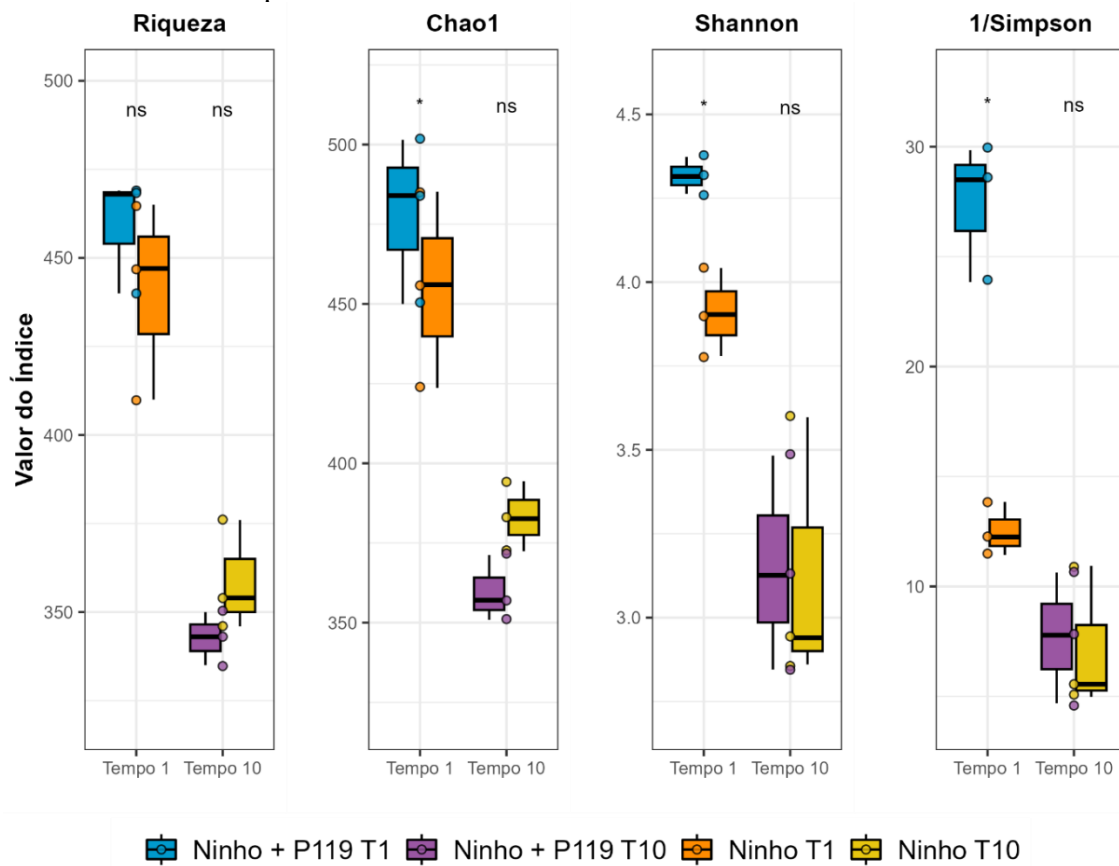 Riqueza Chao1 Shannon 1/Simpson
Valor do Índice
500
450
400
350
ns ns
Tempo 1 Tempo 10
500
450
400
350
* ns
Tempo 1 Tempo 10
4.5
4.0
3.5
3.0
* ns
Tempo 1 Tempo 10
30
20
10
* ns
Tempo 1 Tempo 10
Ninho + P119 T1 Ninho + P119 T10 Ninho T1 Ninho T10